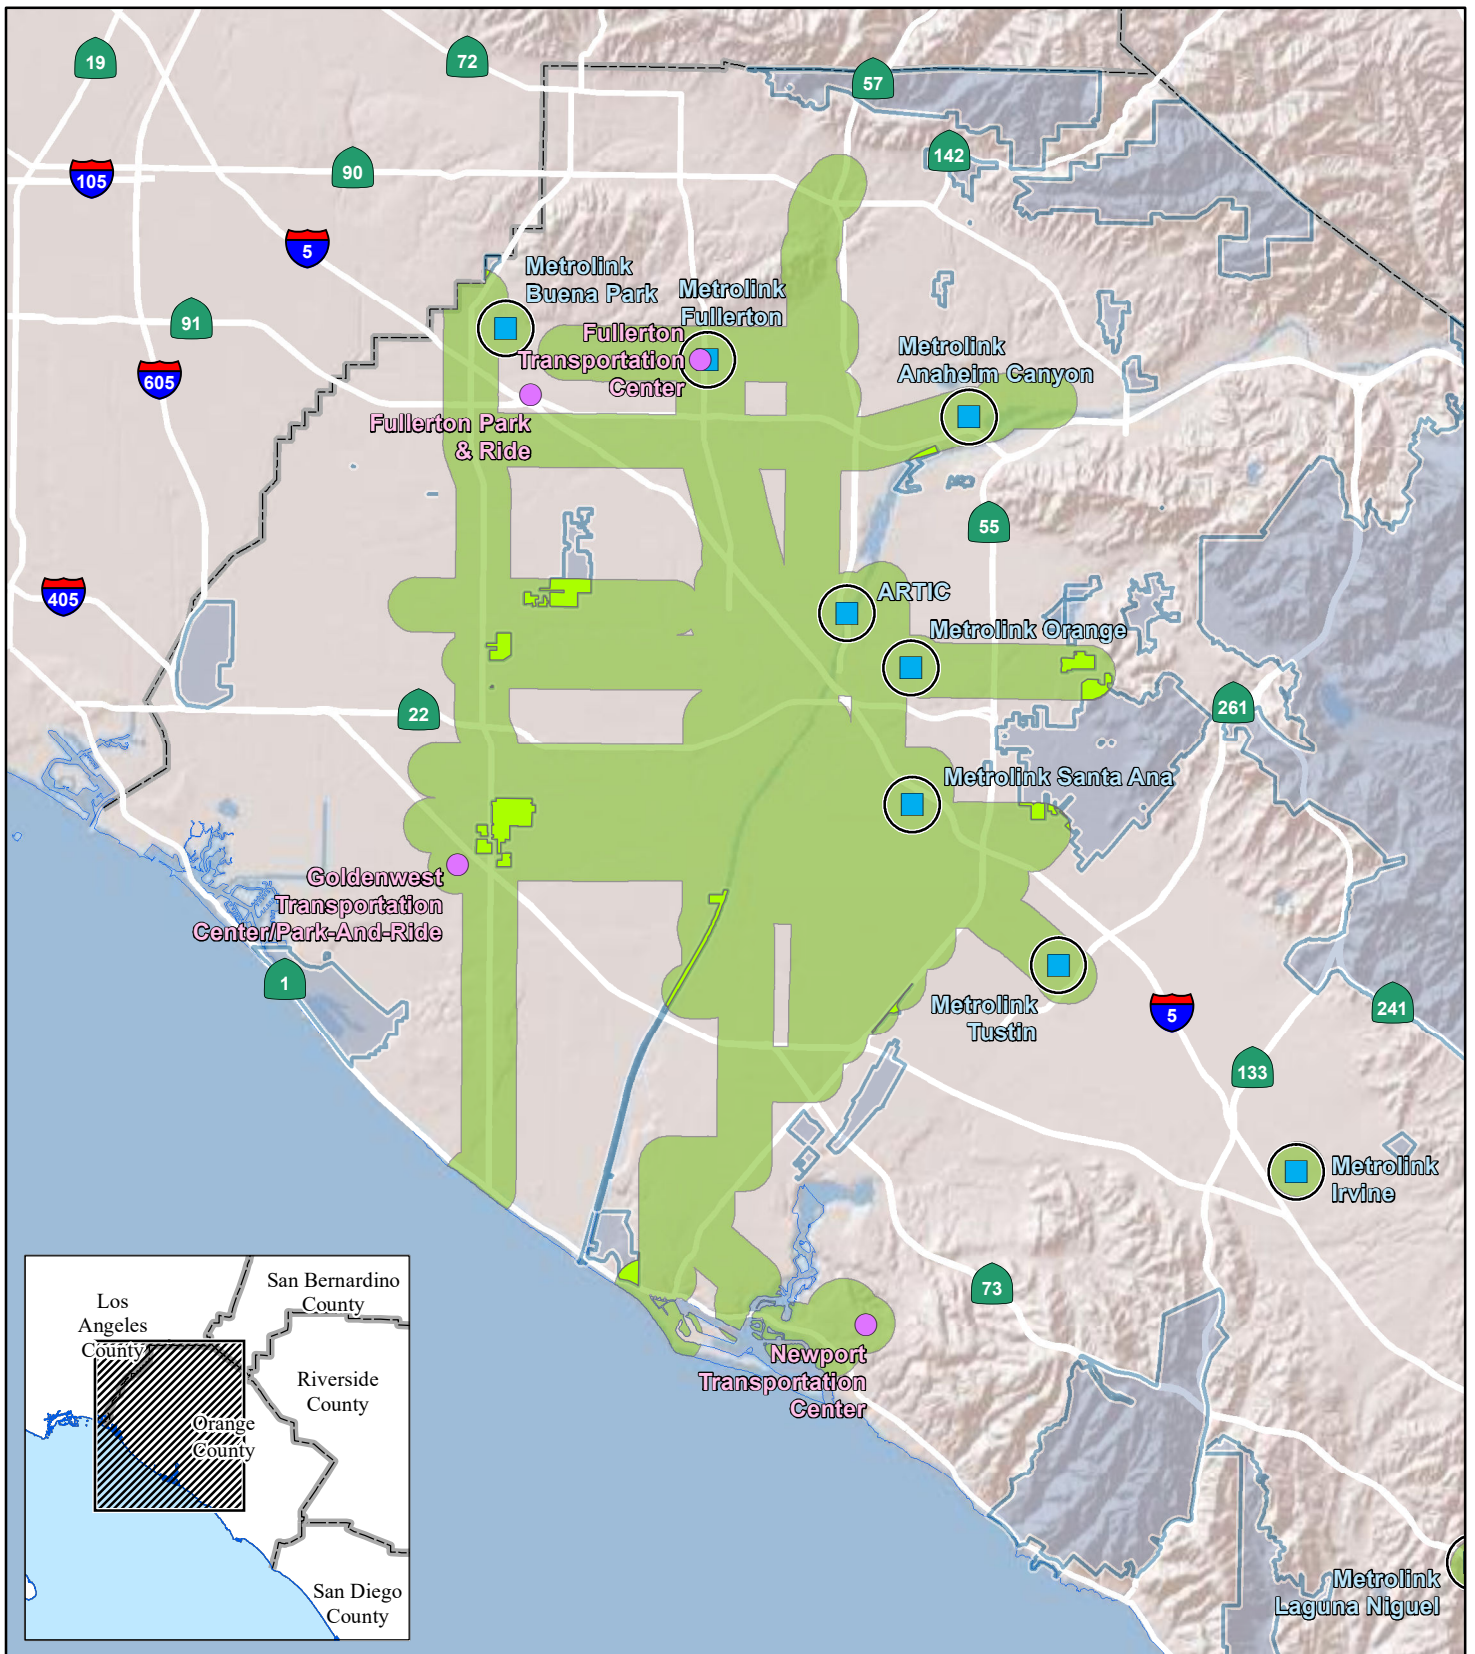 19
72
57
142
105
90
5
Metrolink
Buena Park
Metrolink
Fullerton
91
Fullerton
Transportation
Center
Metrolink
Anaheim Canyon
605
Fullerton Park
& Ride
55
405
ARTIC
Metrolink Orange
22
261
Metrolink Santa Ana
Goldenwest
Transportation
Center/Park-And-Ride
1
Metrolink
Tustin
5
241
133
Metrolink
Irvine
73
Newport
Transportation
Center
Metrolink
Laguna Niguel
San Bernardino
County
Los
Angeles
County
Riverside
County
Orange
County
San Diego
County